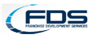 FDS
FRANCHISE DEVELOPMENT SERVICES